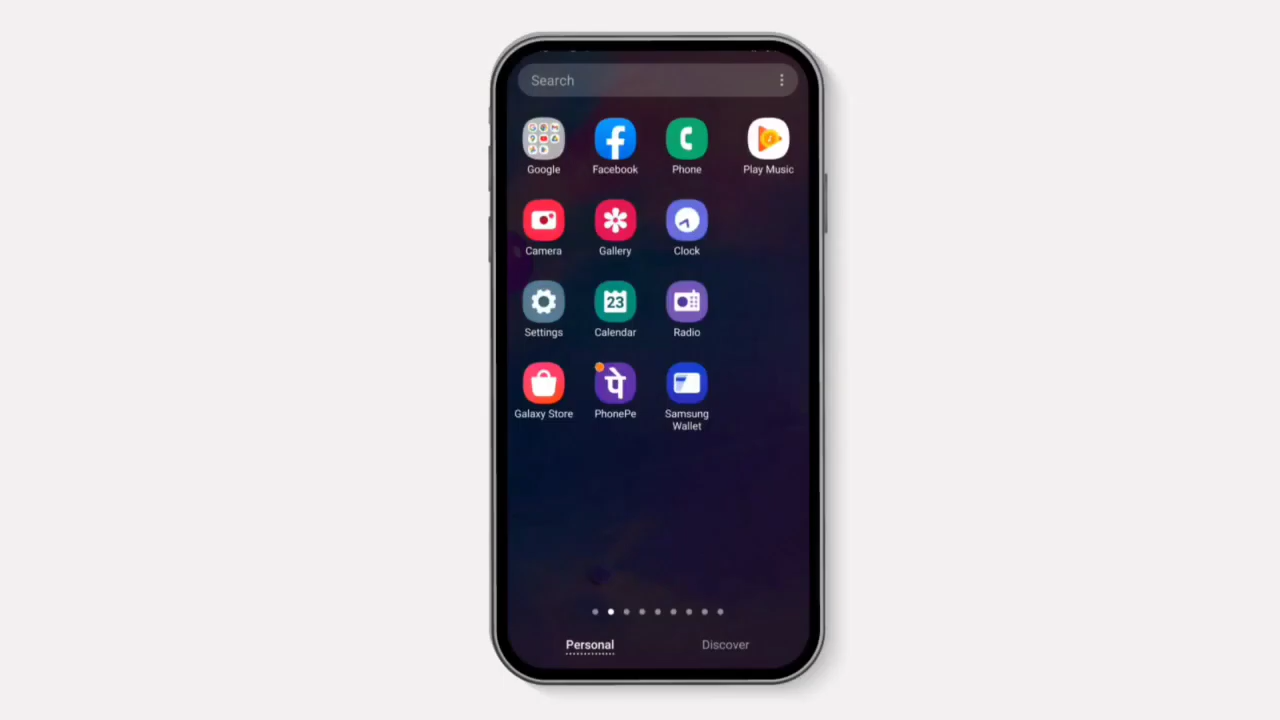 Search
Google
Facebook
Phone
Play Music
Camera
Gallery
Clock
Settings
23
Calendar
Radio
Galaxy Store
पे
PhonePe
Samsung
Wallet
Personal
Discover